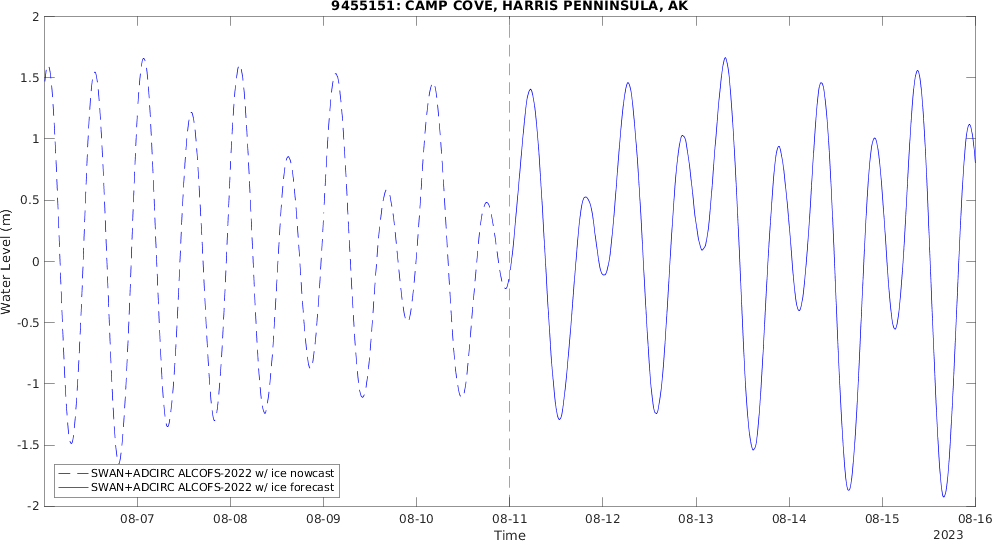 9455151: CAMP COVE, HARRIS PENNINSULA, AK
2
1.5
1
0.5
0
-0.5
-1
-1.5
-2
Water Level (m)
SWAN+ADCIRC ALCOFS-2022 w/ ice nowcast
SWAN+ADCIRC ALCOFS-2022 w/ ice forecast
08-07 08-08 08-09 08-10 08-11 08-12 08-13 08-14 08-15 08-16
Time
2023